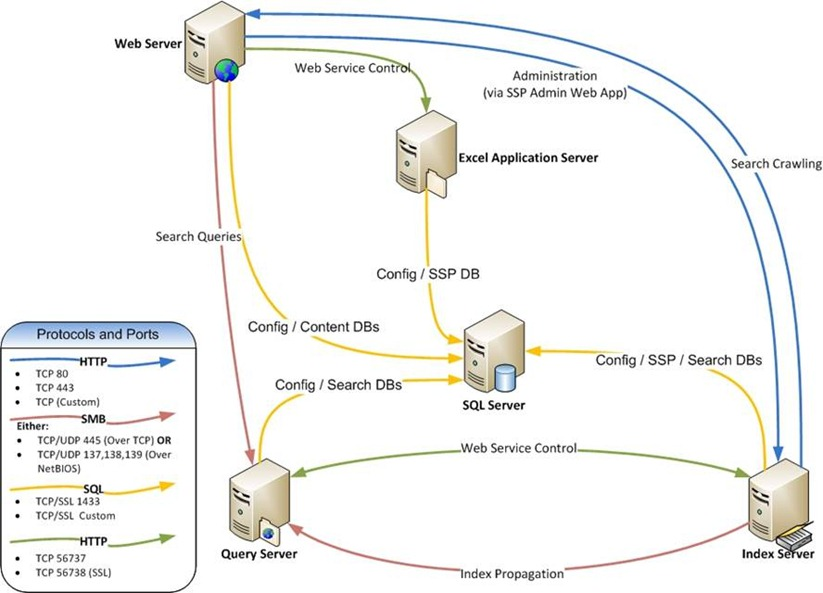 Web Server
Web Service Control
Administration
(via SSP Admin Web App)
Excel Application Server
Search Crawling
Search Queries
Config / SSP DB
Config / Content DBs
Config / SSP / Search DBs
Config / Search DBs
SQL Server
Web Service Control
Query Server
Index Server
Index Propagation
Protocols and Ports
HTTP
• TCP 80
• TCP 443
• TCP (Custom)
SMB
Either:
• TCP/UDP 445 (Over TCP) OR
• TCP/UDP 137,138,139 (Over
NetBIOS)
SQL
• TCP/SSL 1433
• TCP/SSL Custom
HTTP
• TCP 56737
• TCP 56738 (SSL)